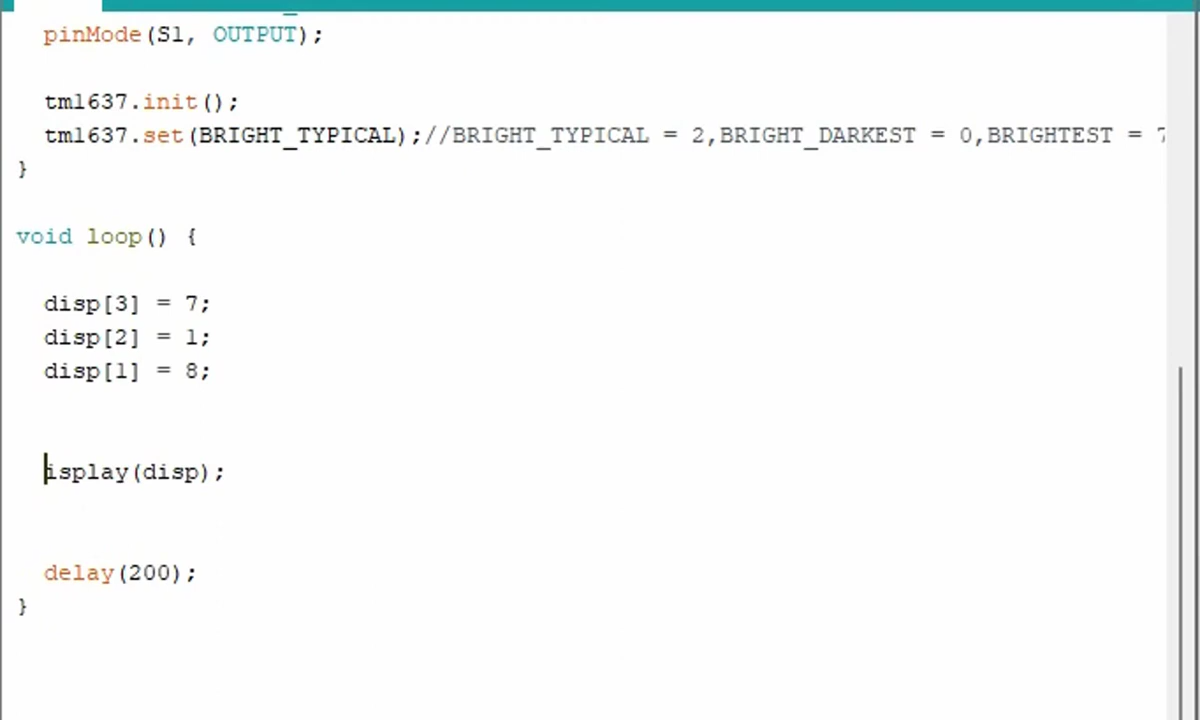 pinMode(S1, OUTPUT);
tm1637.init();
tm1637.set(BRIGHT_TYPICAL);//BRIGHT_TYPICAL = 2,BRIGHT_DARKEST = 0,BRIGHTEST = 7
}
void loop() {
disp[3] = 7;
disp[2] = 1;
disp[1] = 8;
isplay(disp);
delay(200);
}